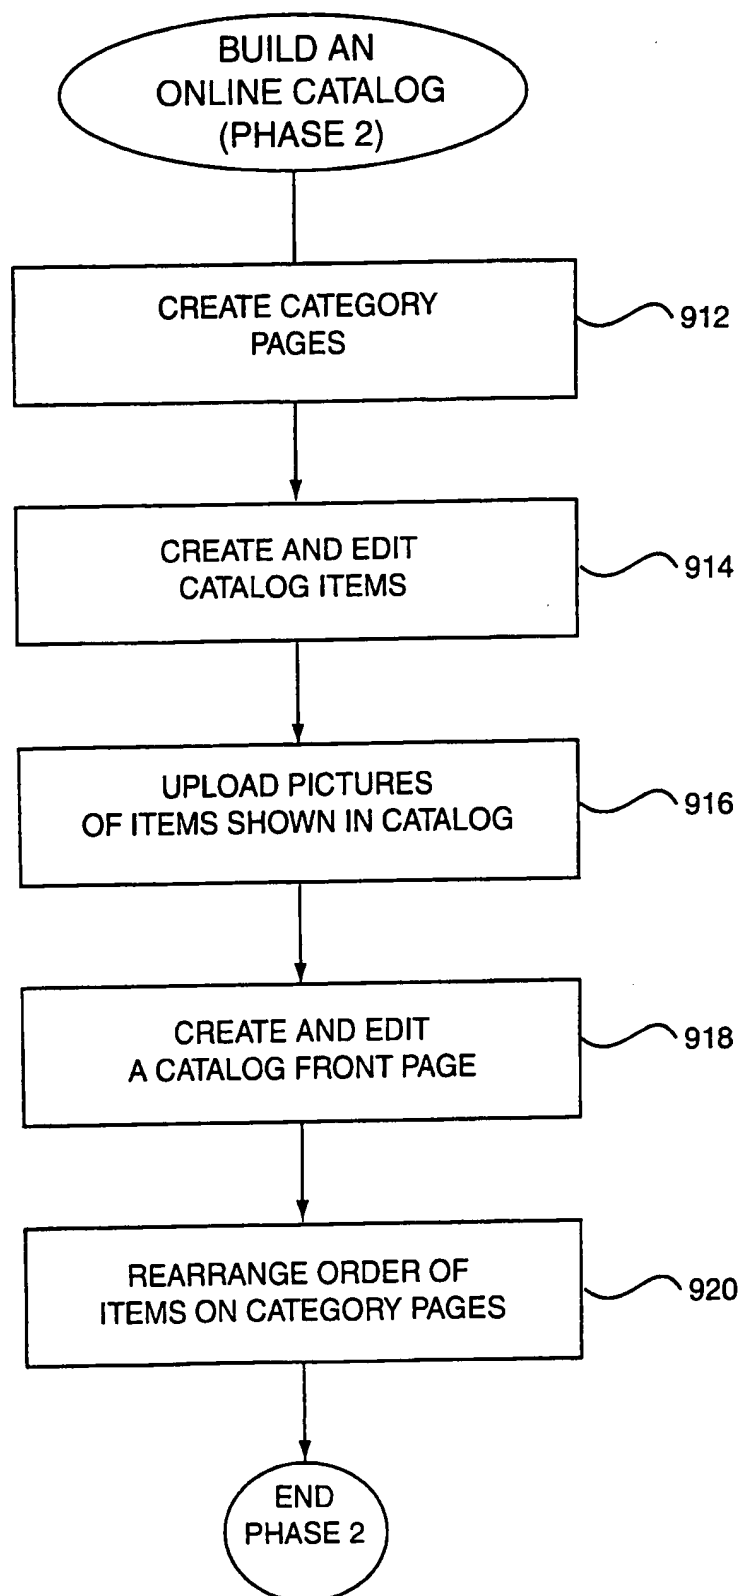 BUILD AN
ONLINE CATALOG
(PHASE 2)
CREATE CATEGORY
PAGES
912
CREATE AND EDIT
CATALOG ITEMS
914
UPLOAD PICTURES
OF ITEMS SHOWN IN CATALOG
916
CREATE AND EDIT
A CATALOG FRONT PAGE
918
REARRANGE ORDER OF
ITEMS ON CATEGORY PAGES
920
END
PHASE 2